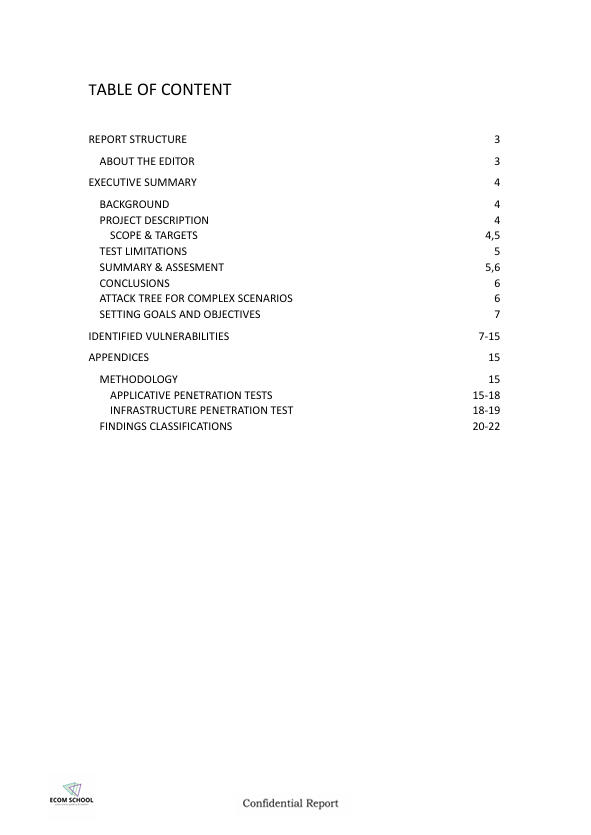 TABLE OF CONTENT
REPORT STRUCTURE 3
ABOUT THE EDITOR 3
EXECUTIVE SUMMARY 4
BACKGROUND 4
PROJECT DESCRIPTION 4
SCOPE & TARGETS 4,5
TEST LIMITATIONS 5
SUMMARY & ASSESMENT 5,6
CONCLUSIONS 6
ATTACK TREE FOR COMPLEX SCENARIOS 6
SETTING GOALS AND OBJECTIVES 7
IDENTIFIED VULNERABILITIES 7-15
APPENDICES 15
METHODOLOGY 15
APPLICATIVE PENETRATION TESTS 15-18
INFRASTRUCTURE PENETRATION TEST 18-19
FINDINGS CLASSIFICATIONS 20-22
ECOM SCHOOL
Confidential Report